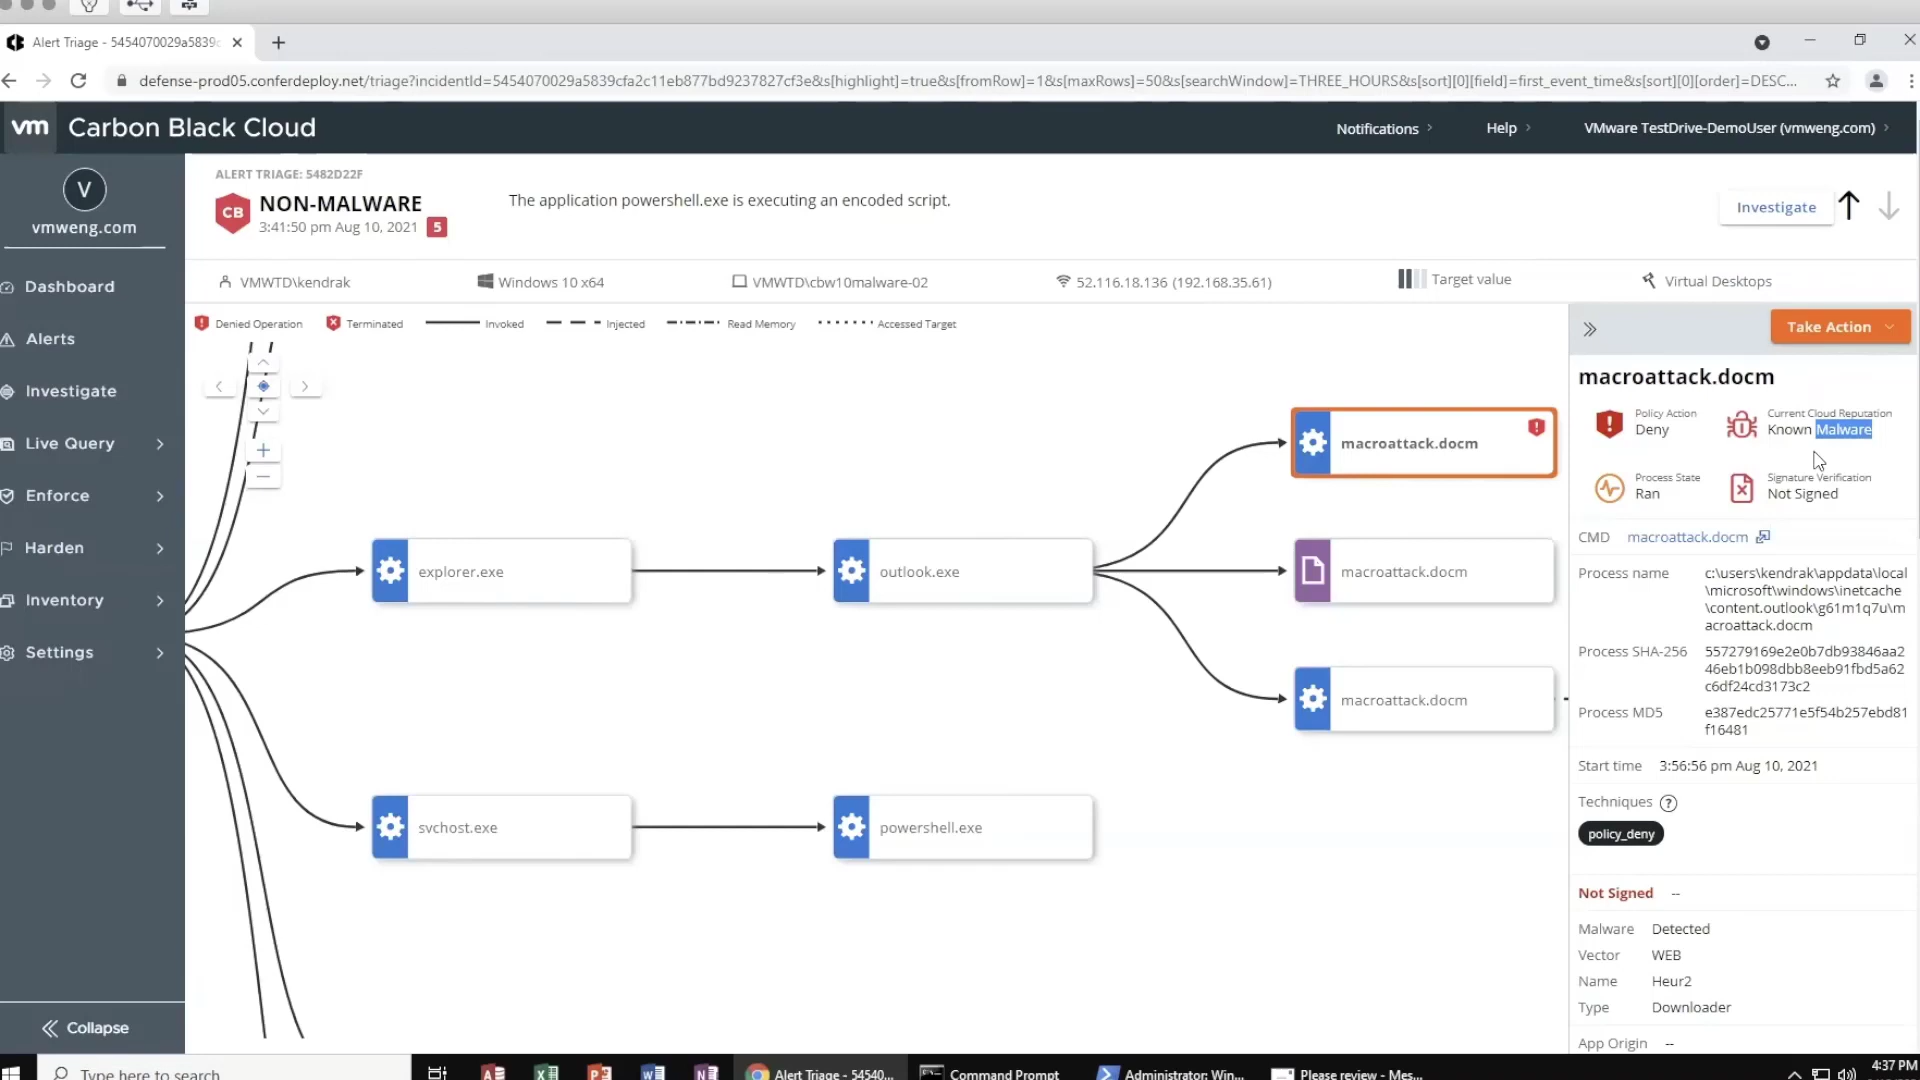 Alert Triage - 5454070029a5839c
defense-prod05.conferdeploy.net/triage?incidentId=5454070029a5839cfa2c11eb877bd9237827cf3e&s[highlight]=true&s[fromRow]=1&s[maxRows]=50&s[searchWindow]=THREE_HOURS&s[sort][0][field]=first_event_time&s[sort][0][order]=DESC...
vm Carbon Black Cloud
Notifications
Help
VMware TestDrive-DemoUser (vmweng.com)
V
vmweng.com
Dashboard
Alerts
Investigate
Live Query
Enforce
Harden
Inventory
Settings
Collapse
ALERT TRIAGE: 5482D22F
CB NON-MALWARE
3:41:50 pm Aug 10, 2021 5
The application powershell.exe is executing an encoded script.
Investigate
VMWTD\kendrak
Windows 10 x64
VMWTD\cbw10malware-02
52.116.18.136 (192.168.35.61)
Target value
Virtual Desktops
Denied Operation
Terminated
Invoked
Injected
Read Memory
Accessed Target
macroattack.docm
explorer.exe
outlook.exe
macroattack.docm
macroattack.docm
svchost.exe
powershell.exe
Take Action
macroattack.docm
Policy Action
Deny
Current Cloud Reputation
Known Malware
Process State
Ran
Signature Verification
Not Signed
CMD macroattack.docm
Process name c:\users\kendrak\appdata\local
\microsoft\windows\inetcache
\content.outlook\g61m1q7u\m
acroattack.docm
Process SHA-256 557279169e2e0b7db93846aa2
46eb1b098dbb8eeb91fbd5a62
c6df24cd3173c2
Process MD5 e387edc25771e5f54b257ebd81
f16481
Start time 3:56:56 pm Aug 10, 2021
Techniques ?
policy_deny
Not Signed --
Malware Detected
Vector WEB
Name Heur2
Type Downloader
App Origin --
Type here to search
Alert Triage - 54540...
Command Prompt
Administrator: Win...
Please review - Mes...
4:37 PM